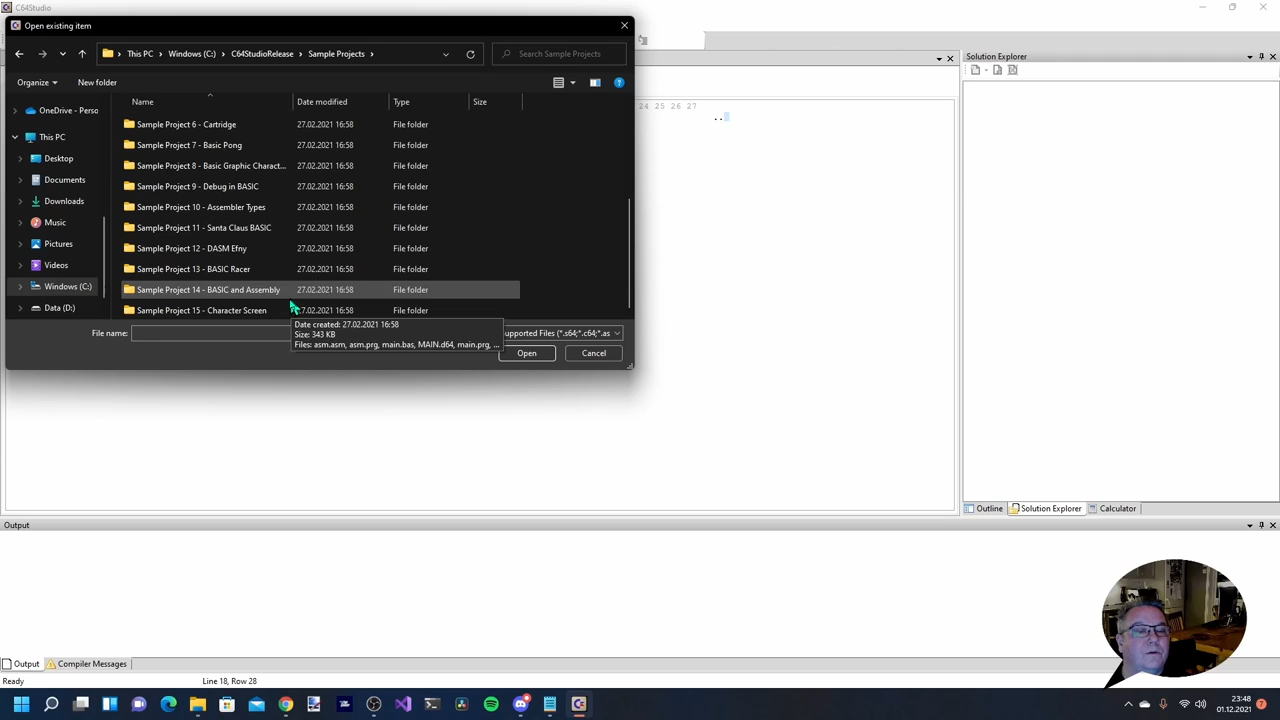 C64Studio
Open existing item
This PC
Windows (C:)
C64StudioRelease
Sample Projects
Search Sample Projects
Organize
New folder
Name
Date modified
Type
Size
OneDrive - Perso
This PC
Desktop
Documents
Downloads
Music
Pictures
Videos
Windows (C:)
Data (D:)
Sample Project 6 - Cartridge 27.02.2021 16:58 File folder
Sample Project 7 - Basic Pong 27.02.2021 16:58 File folder
Sample Project 8 - Basic Graphic Charact... 27.02.2021 16:58 File folder
Sample Project 9 - Debug in BASIC 27.02.2021 16:58 File folder
Sample Project 10 - Assembler Types 27.02.2021 16:58 File folder
Sample Project 11 - Santa Claus BASIC 27.02.2021 16:58 File folder
Sample Project 12 - DASM Efny 27.02.2021 16:58 File folder
Sample Project 13 - BASIC Racer 27.02.2021 16:58 File folder
Sample Project 14 - BASIC and Assembly 27.02.2021 16:58 File folder
Sample Project 15 - Character Screen 27.02.2021 16:58 File folder
Date created: 27.02.2021 16:58
Size: 343 KB
Files: asm.asm, asm.prg, main.bas, MAIN.d64, main.prg, ...
File name:
upported Files (*.s64;*.c64;*.as
Open
Cancel
24 25 26 27
..
Solution Explorer
Outline
Solution Explorer
Calculator
Output
Output
Compiler Messages
Ready
Line 18, Row 28
23:48
01.12.2021